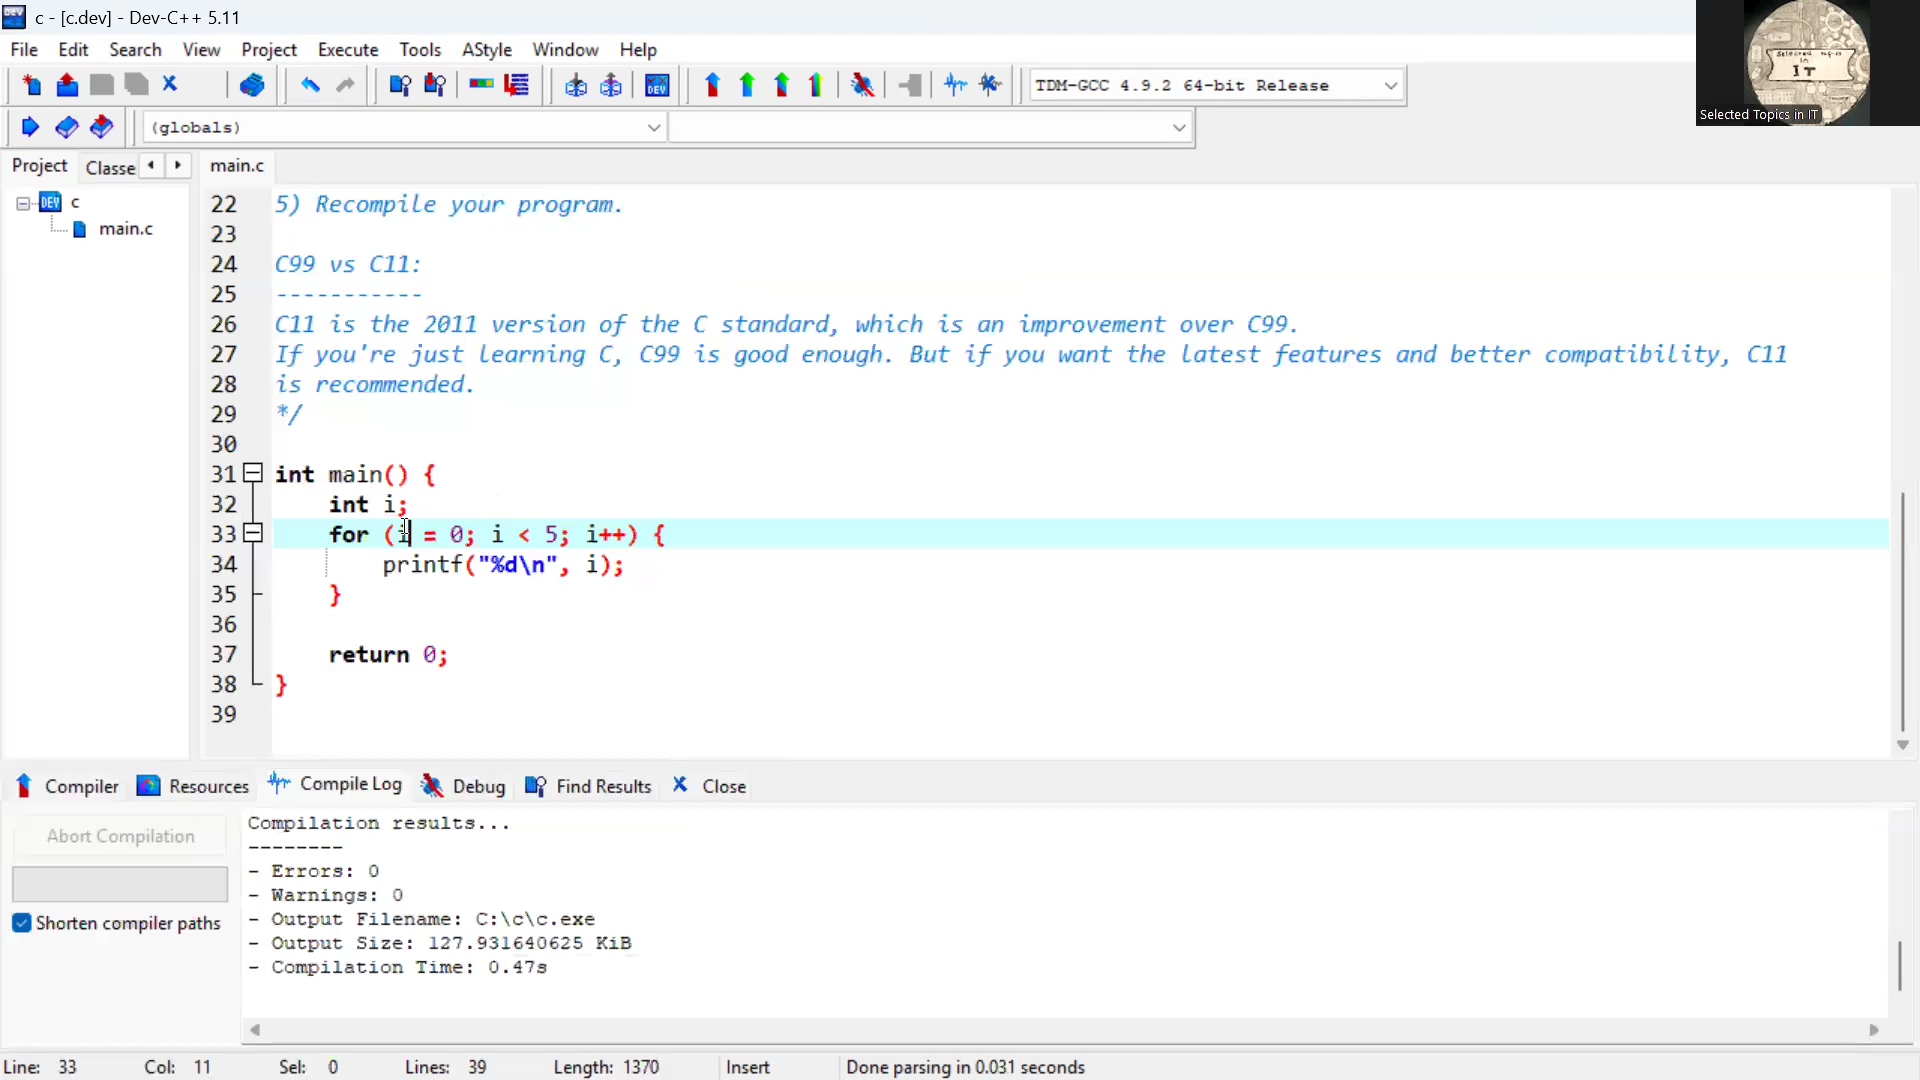 c - [c.dev] - Dev-C++ 5.11
File Edit Search View Project Execute Tools AStyle Window Help
TDM-GCC 4.9.2 64-bit Release
Selected topics in IT
Selected Topics in IT
(globals)
Project Classe main.c
DEV c
main.c
22 5) Recompile your program.
23
24 C99 vs C11:
25 -----------
26 C11 is the 2011 version of the C standard, which is an improvement over C99.
27 If you're just learning C, C99 is good enough. But if you want the latest features and better compatibility, C11
28 is recommended.
29 */
30
31 int main() {
32 int i;
33 for (i = 0; i < 5; i++) {
34 printf("%d\n", i);
35 }
36
37 return 0;
38 }
39
Compiler Resources Compile Log Debug Find Results Close
Abort Compilation
Shorten compiler paths
Compilation results...
--------
- Errors: 0
- Warnings: 0
- Output Filename: C:\c\c.exe
- Output Size: 127.931640625 KiB
- Compilation Time: 0.47s
Line: 33 Col: 11 Sel: 0 Lines: 39 Length: 1370 Insert Done parsing in 0.031 seconds